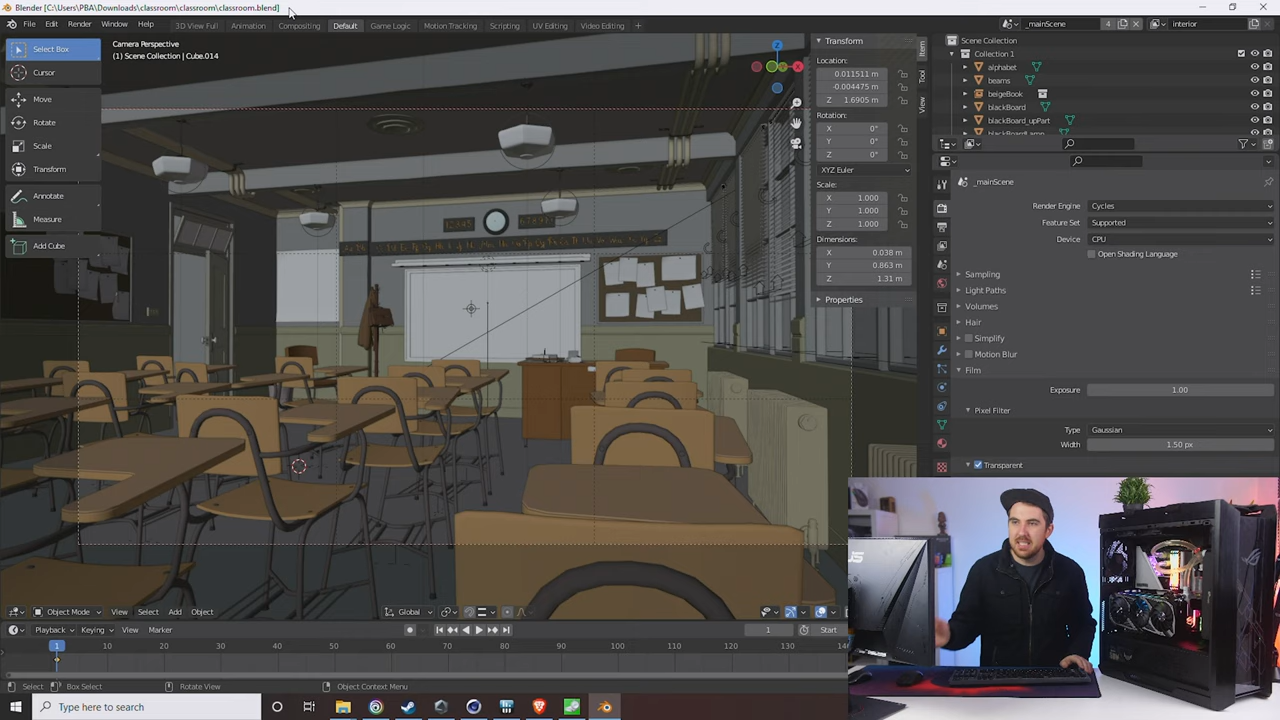 Blender [C:\Users\PBA\Downloads\classroom\classroom\classroom.blend]
File Edit Render Window Help
3D View Full Animation Compositing Default Game Logic Motion Tracking Scripting UV Editing Video Editing +
_mainScene 4
interior
Select Box
Cursor
Move
Rotate
Scale
Transform
Annotate
Measure
Add Cube
Camera Perspective
(1) Scene Collection | Cube.014
Z
X
Y
Transform
Location:
0.011511 m
-0.004475 m
Z 1.6905 m
Rotation:
X 0°
Y 0°
Z 0°
XYZ Euler
Scale:
X 1.000
Y 1.000
Z 1.000
Dimensions:
X 0.038 m
Y 0.863 m
Z 1.31 m
Properties
Item
Tool
View
Scene Collection
Collection 1
alphabet
beams
beigeBook
blackBoard
blackBoard_upPart
blackBoardLamp
_mainScene
Render Engine Cycles
Feature Set Supported
Device CPU
Open Shading Language
Sampling
Light Paths
Volumes
Hair
Simplify
Motion Blur
Film
Exposure 1.00
Pixel Filter
Type Gaussian
Width 1.50 px
Transparent
Object Mode View Select Add Object
Global
Playback Keying View Marker
1
Start
1 10 20 30 40 50 60 70 80 90 100 110 120 130 140
Select Box Select Rotate View Object Context Menu
Type here to search